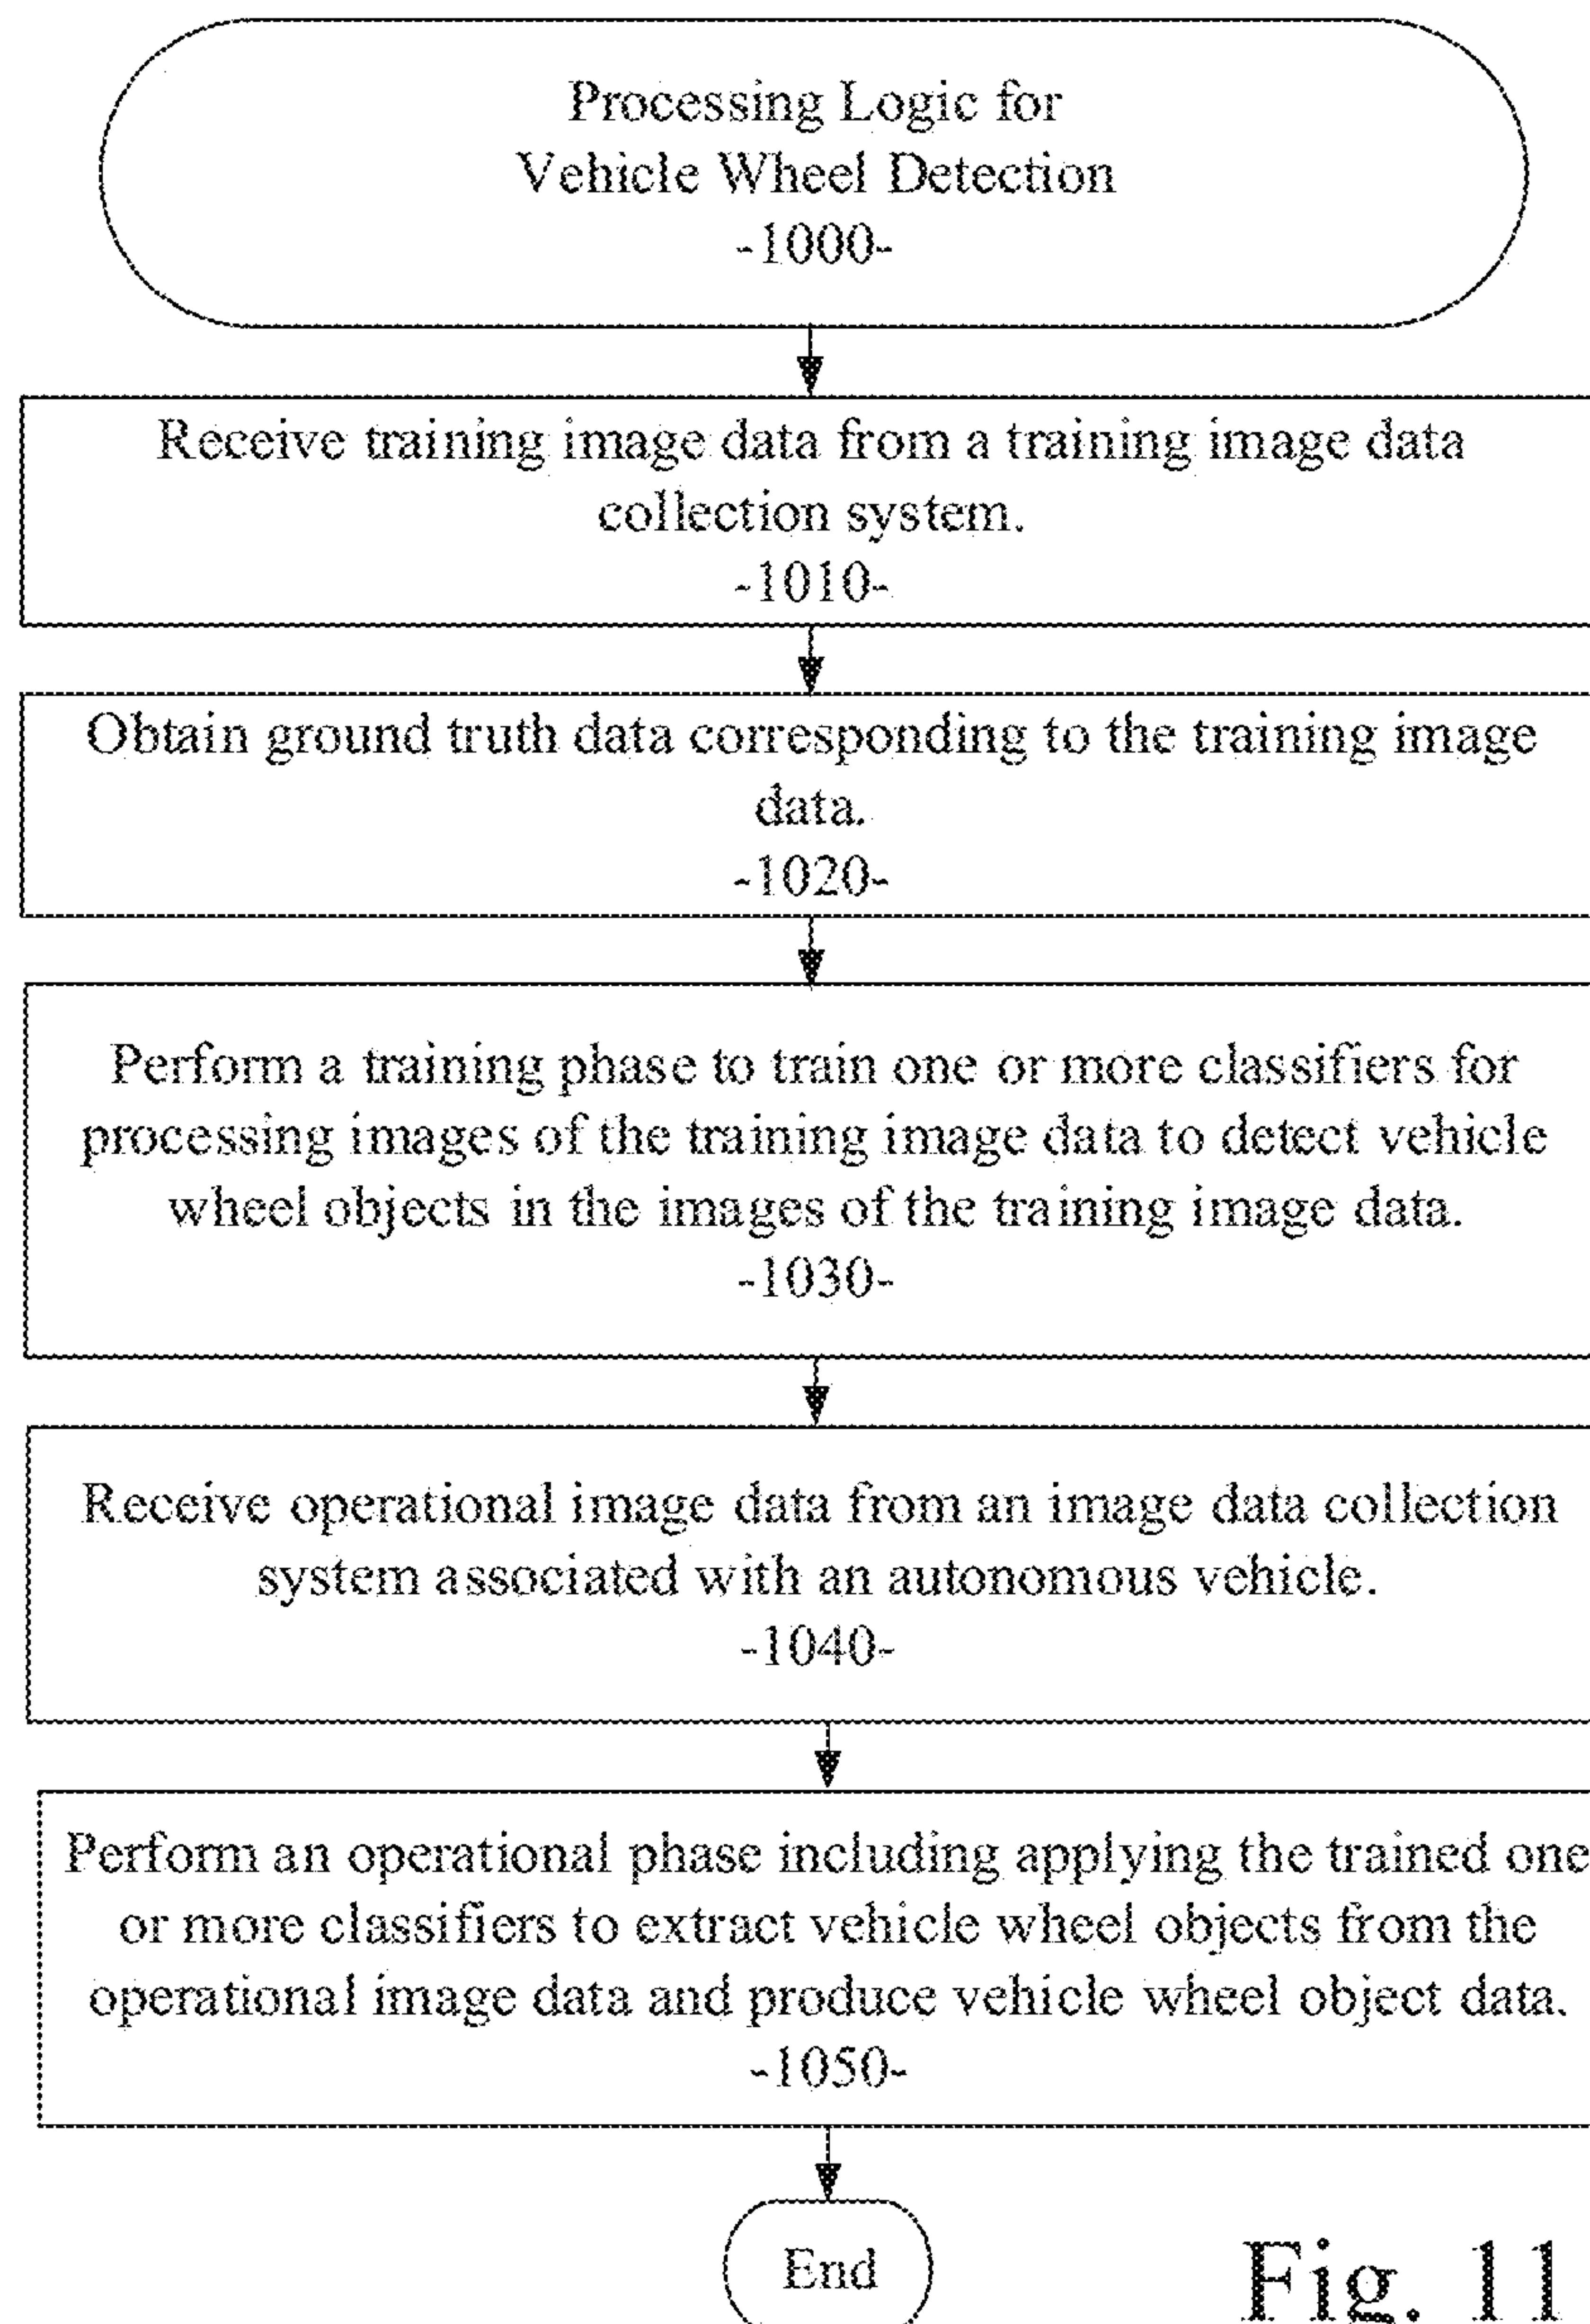 Processing Logic for
Vehicle Wheel Detection
-1000-
Receive training image data from a training image data
collection system.
-1010-
Obtain ground truth data corresponding to the training image
data.
-1020-
Perform a training phase to train one or more classifiers for
processing images of the training image data to detect vehicle
wheel objects in the images of the training image data.
-1030-
Receive operational image data from an image data collection
system associated with an autonomous vehicle.
-1040-
Perform an operational phase including applying the trained one
or more classifiers to extract vehicle wheel objects from the
operational image data and produce vehicle wheel object data.
-1050-
End
Fig. 11